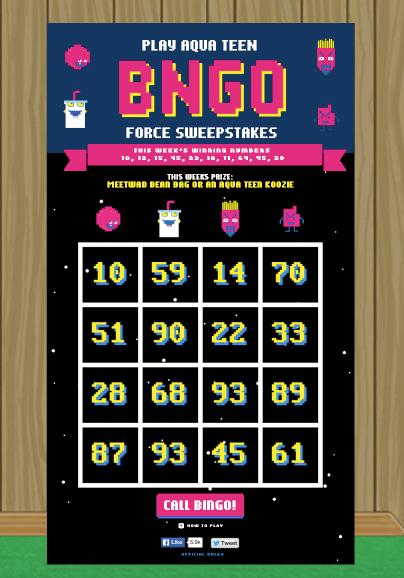 PLAY AQUA TEEN
BNGO
FORCE SWEEPSTAKES
THIS WEEK'S WINNING NUMBERS
10, 12, 15, 45, 23, 10, 11, 64, 45, 20
THIS WEEKS PRIZE:
MEETWAD BEAN BAG OR AN AQUA TEEN KOOZIE
10 59 14 70
51 90 22 33
28 68 93 89
87 93 45 61
CALL BINGO!
HOW TO PLAY
Like 5.9k Tweet
OFFICIAL RULES